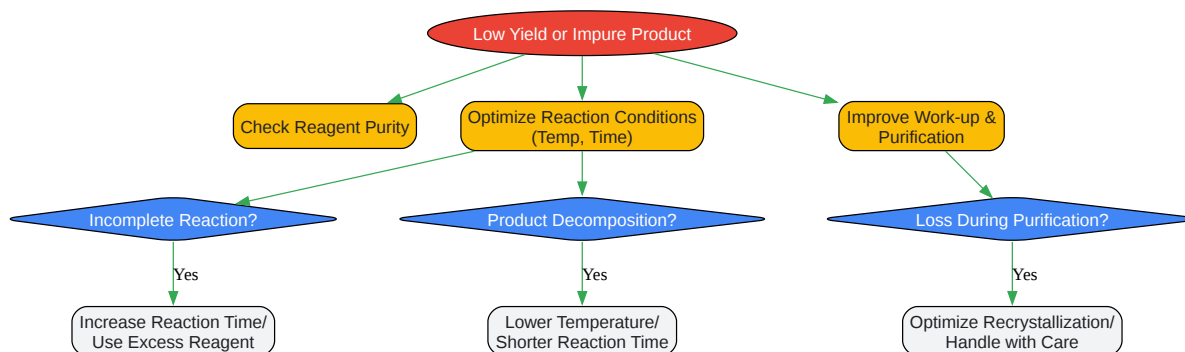 Low Yield or Impure Product
Check Reagent Purity
Optimize Reaction Conditions
(Temp, Time)
Improve Work-up &
Purification
Incomplete Reaction?
Product Decomposition?
Loss During Purification?
Yes
Yes
Yes
Increase Reaction Time/
Use Excess Reagent
Lower Temperature/
Shorter Reaction Time
Optimize Recrystallization/
Handle with Care